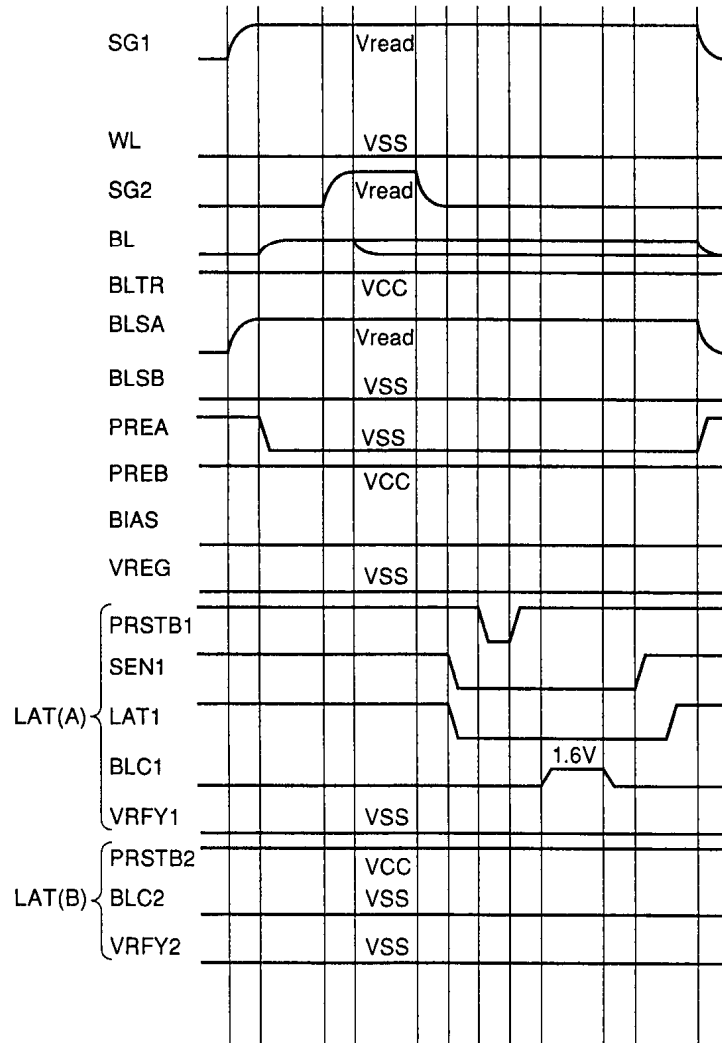 SG1 Vread
WL VSS
SG2 Vread
BL
BLTR VCC
BLSA Vread
BLSB VSS
PREA VSS
PREB VCC
BIAS
VREG VSS
PRSTB1
SEN1
LAT(A) LAT1
BLC1 1.6V
VRFY1 VSS
PRSTB2 VCC
LAT(B) BLC2 VSS
VRFY2 VSS